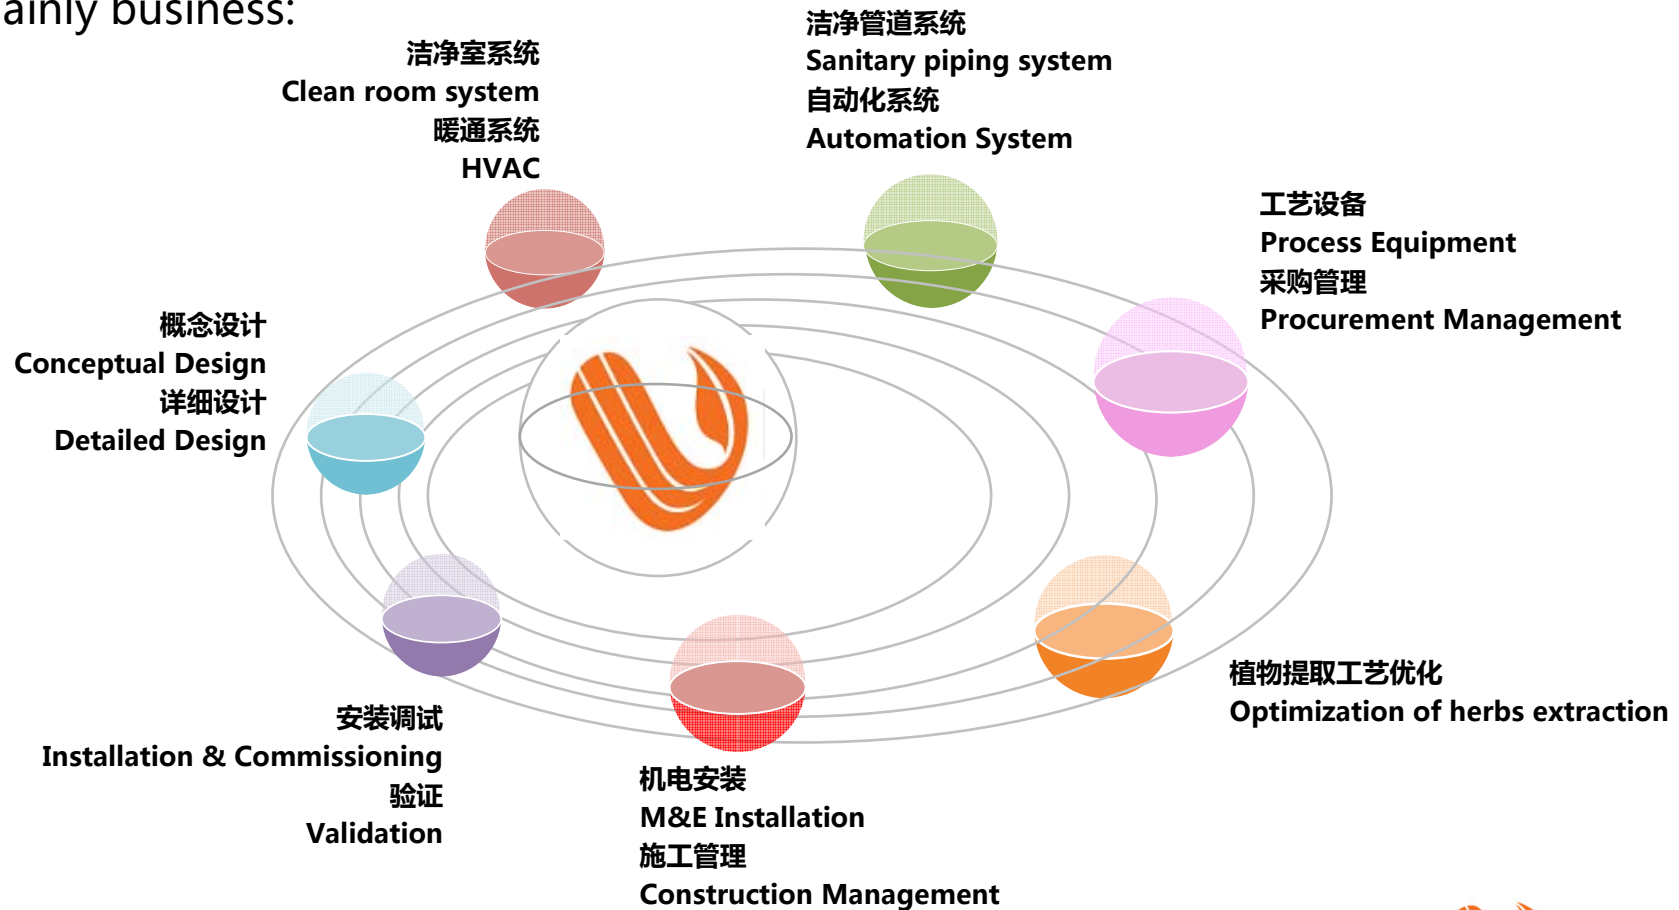 ainly business:
洁净室系统
Clean room system
暖通系统
HVAC
洁净管道系统
Sanitary piping system
自动化系统
Automation System
工艺设备
Process Equipment
采购管理
Procurement Management
概念设计
Conceptual Design
详细设计
Detailed Design
植物提取工艺优化
Optimization of herbs extraction
安装调试
Installation & Commissioning
验证
Validation
机电安装
M&E Installation
施工管理
Construction Management